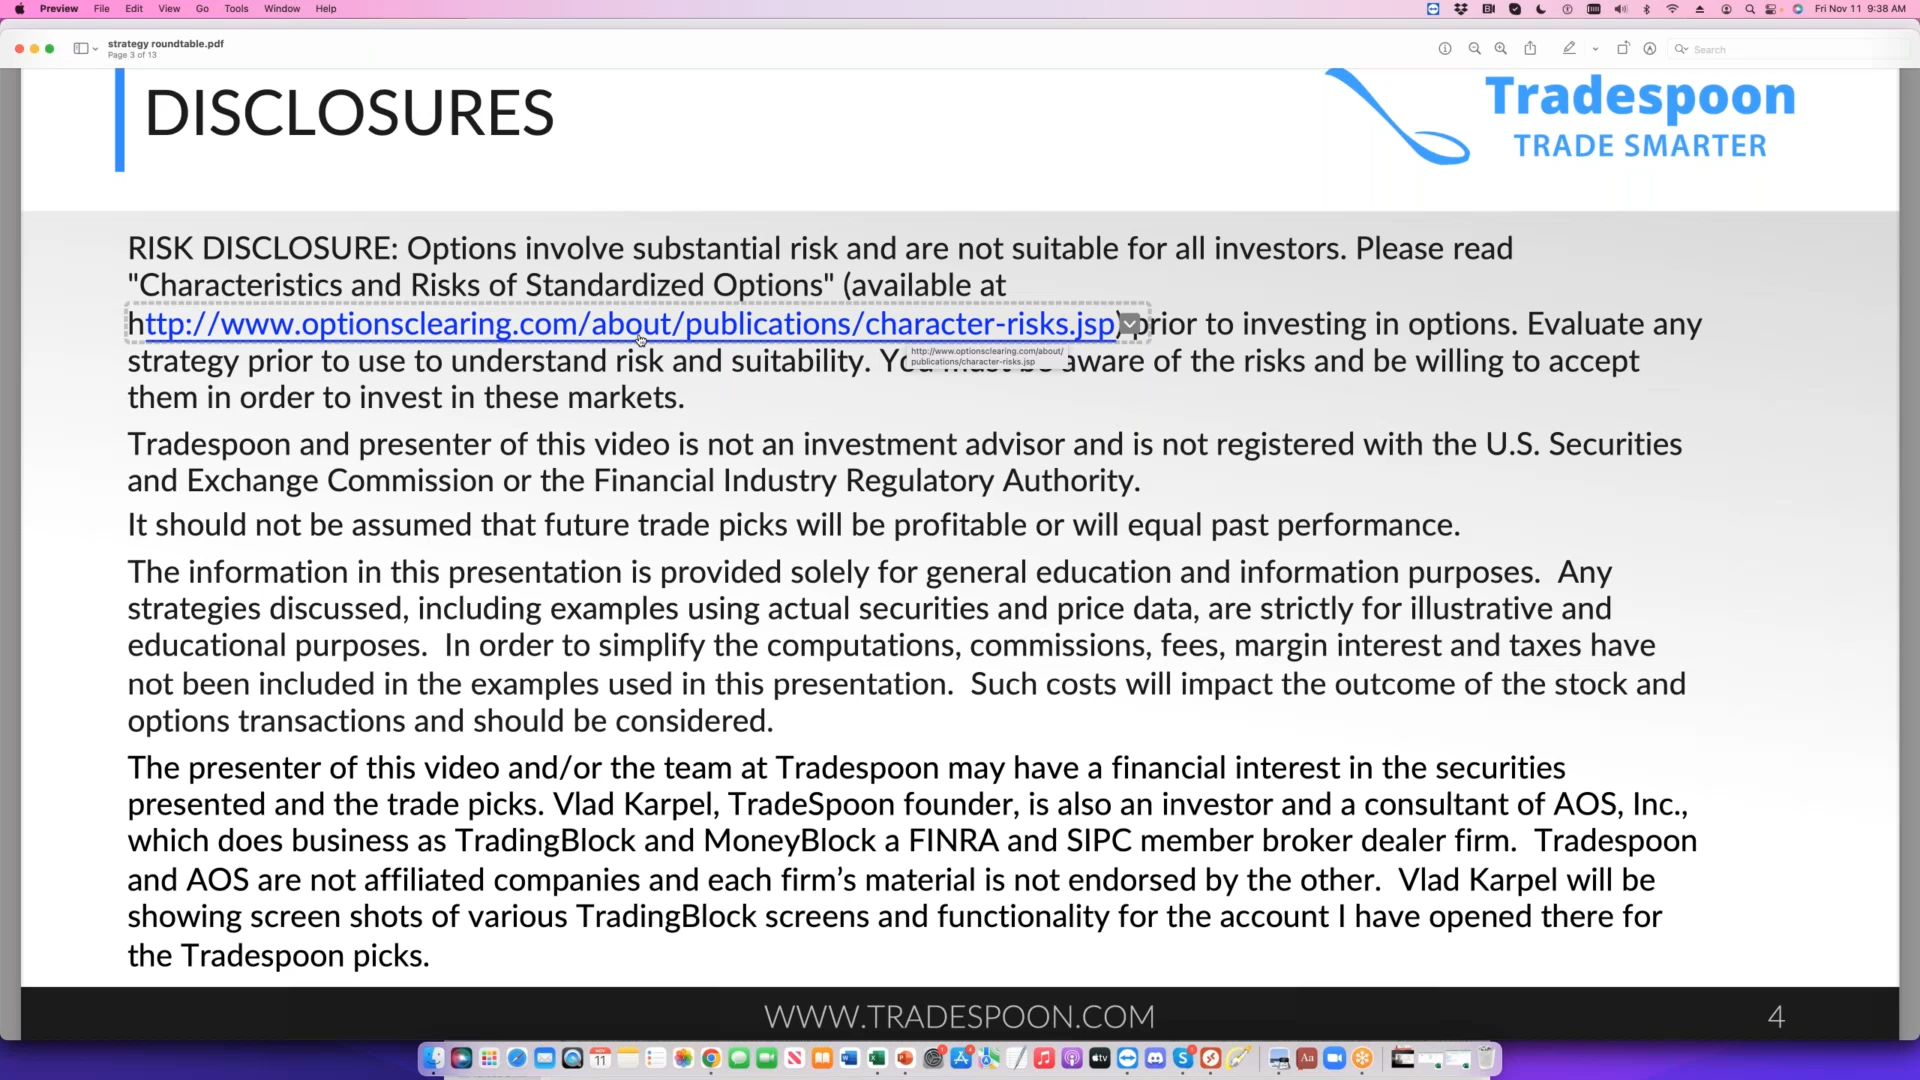 Preview File Edit View Go Tools Window Help Fri Nov 11 9:38 AM
strategy roundtable.pdf
Page 3 of 13
Search
DISCLOSURES
Tradespoon
TRADE SMARTER
RISK DISCLOSURE: Options involve substantial risk and are not suitable for all investors. Please read
"Characteristics and Risks of Standardized Options" (available at
http://www.optionsclearing.com/about/publications/character-risks.jsp) prior to investing in options. Evaluate any
http://www.optionsclearing.com/about/
publications/character-risks.jsp
strategy prior to use to understand risk and suitability. You must be aware of the risks and be willing to accept
them in order to invest in these markets.
Tradespoon and presenter of this video is not an investment advisor and is not registered with the U.S. Securities
and Exchange Commission or the Financial Industry Regulatory Authority.
It should not be assumed that future trade picks will be profitable or will equal past performance.
The information in this presentation is provided solely for general education and information purposes.  Any
strategies discussed, including examples using actual securities and price data, are strictly for illustrative and
educational purposes.  In order to simplify the computations, commissions, fees, margin interest and taxes have
not been included in the examples used in this presentation.  Such costs will impact the outcome of the stock and
options transactions and should be considered.
The presenter of this video and/or the team at Tradespoon may have a financial interest in the securities
presented and the trade picks. Vlad Karpel, TradeSpoon founder, is also an investor and a consultant of AOS, Inc.,
which does business as TradingBlock and MoneyBlock a FINRA and SIPC member broker dealer firm.  Tradespoon
and AOS are not affiliated companies and each firm’s material is not endorsed by the other.  Vlad Karpel will be
showing screen shots of various TradingBlock screens and functionality for the account I have opened there for
the Tradespoon picks.
WWW.TRADESPOON.COM
4